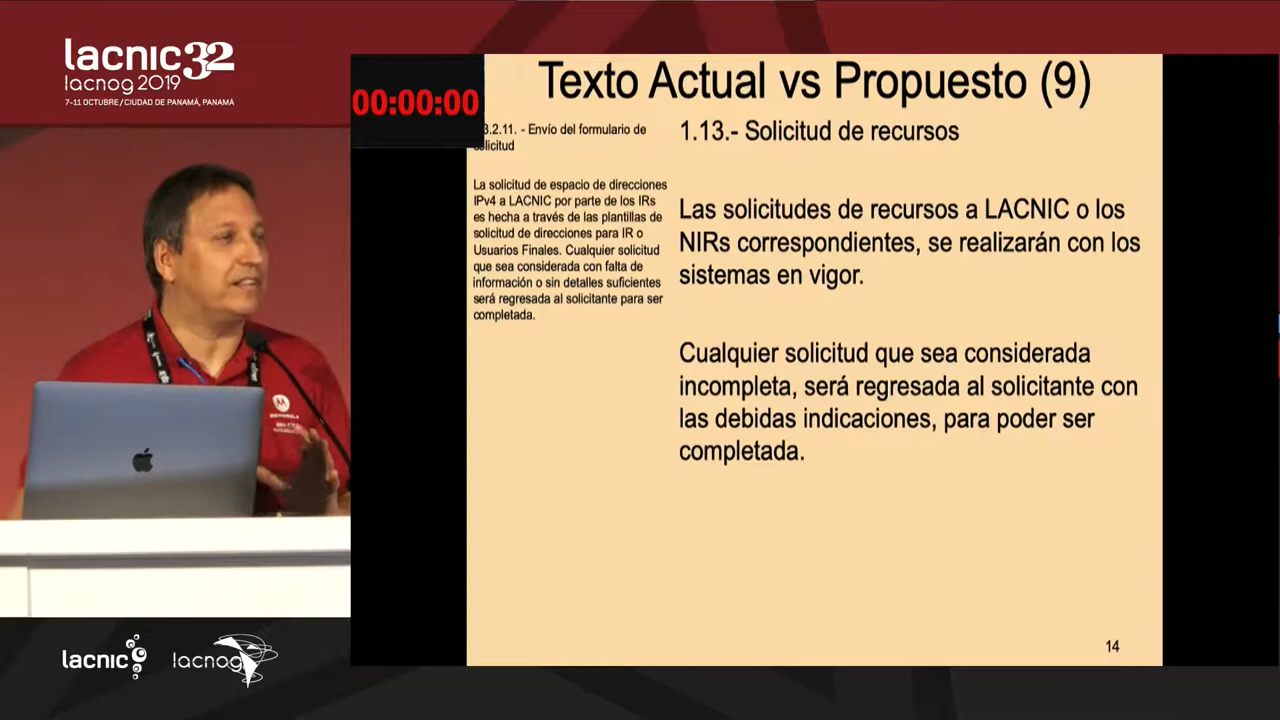 lacnic32
lacnog 2019
7-11 OCTUBRE / CIUDAD DE PANAMÁ, PANAMÁ
00:00:00
Texto Actual vs Propuesto (9)
3.2.11. - Envío del formulario de
solicitud
La solicitud de espacio de direcciones
IPv4 a LACNIC por parte de los IRs
es hecha a través de las plantillas de
solicitud de direcciones para IR o
Usuarios Finales. Cualquier solicitud
que sea considerada con falta de
información o sin detalles suficientes
será regresada al solicitante para ser
completada.
1.13.- Solicitud de recursos
Las solicitudes de recursos a LACNIC o los
NIRs correspondientes, se realizarán con los
sistemas en vigor.
Cualquier solicitud que sea considerada
incompleta, será regresada al solicitante con
las debidas indicaciones, para poder ser
completada.
14
MOTOROLA
lacnic
lacnog